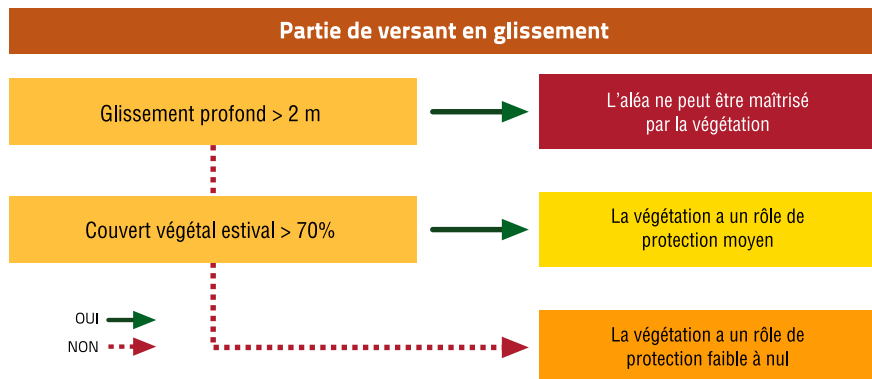 Partie de versant en glissement
Glissement profond > 2 m
L'aléa ne peut être maîtrisé
par la végétation
Couvert végétal estival > 70%
La végétation a un rôle de
protection moyen
OUI
NON
La végétation a un rôle de
protection faible à nul